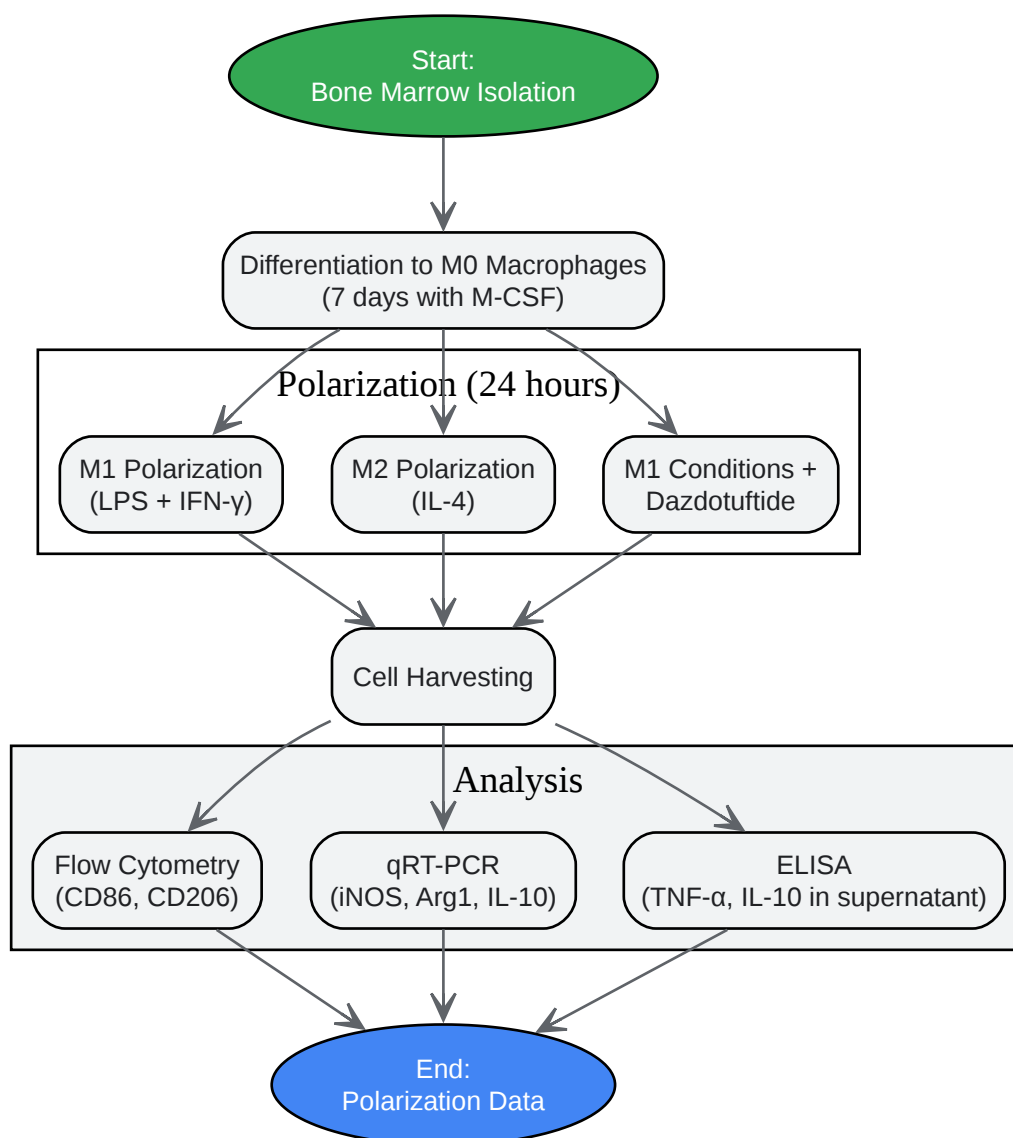 Start:
Bone Marrow Isolation
Differentiation to M0 Macrophages
(7 days with M-CSF)
Polarization (24 hours)
M1 Polarization
(LPS + IFN-γ)
M2 Polarization
(IL-4)
M1 Conditions +
Dazdotuftide
Cell Harvesting
Analysis
Flow Cytometry
(CD86, CD206)
qRT-PCR
(iNOS, Arg1, IL-10)
ELISA
(TNF-α, IL-10 in supernatant)
End:
Polarization Data